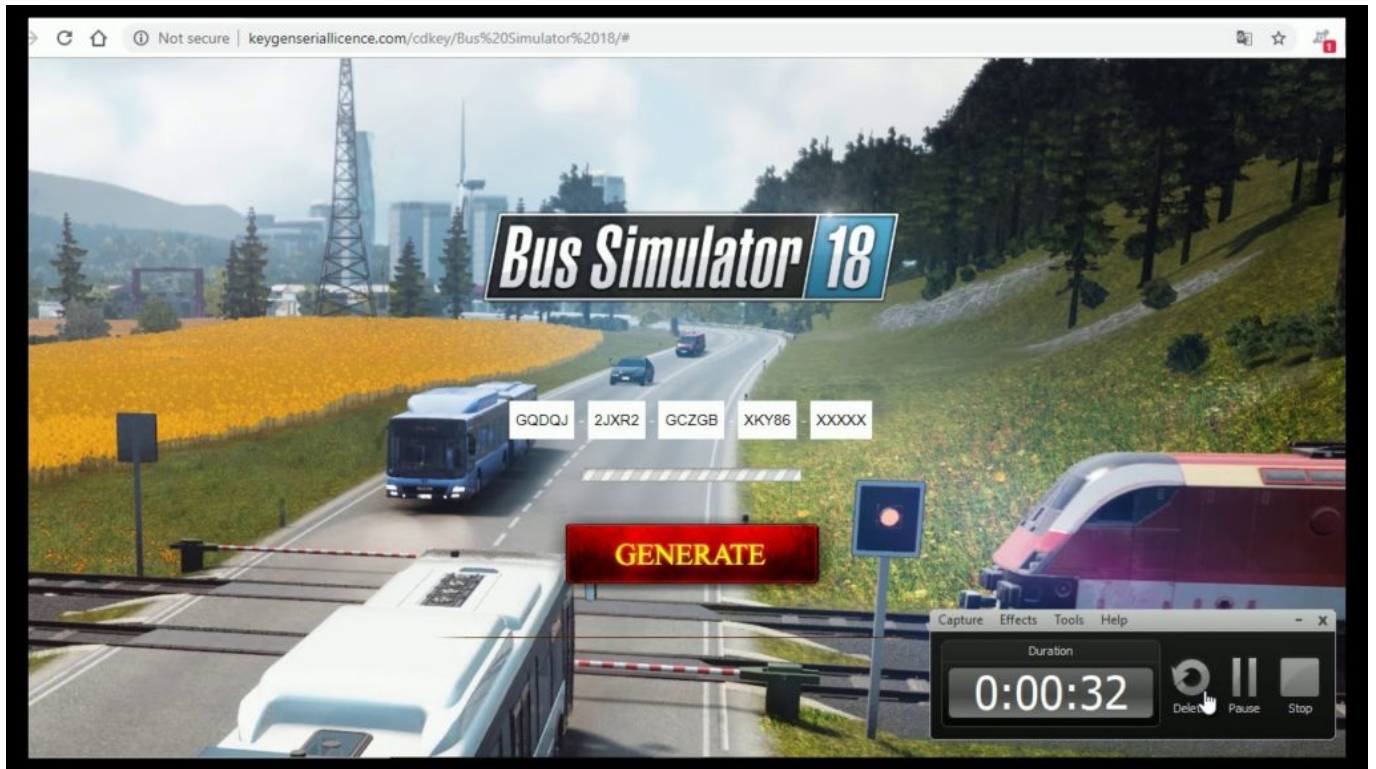 Not secure | keygenseriallicence.com/cdkey/Bus%20Simulator%2018/#
1
Bus Simulator 18
GQDQJ - 2JXR2 - GCZGB - XKY86 - XXXXX
GENERATE
Capture Effects Tools Help - x
Duration
0:00:32
Delete Pause Stop